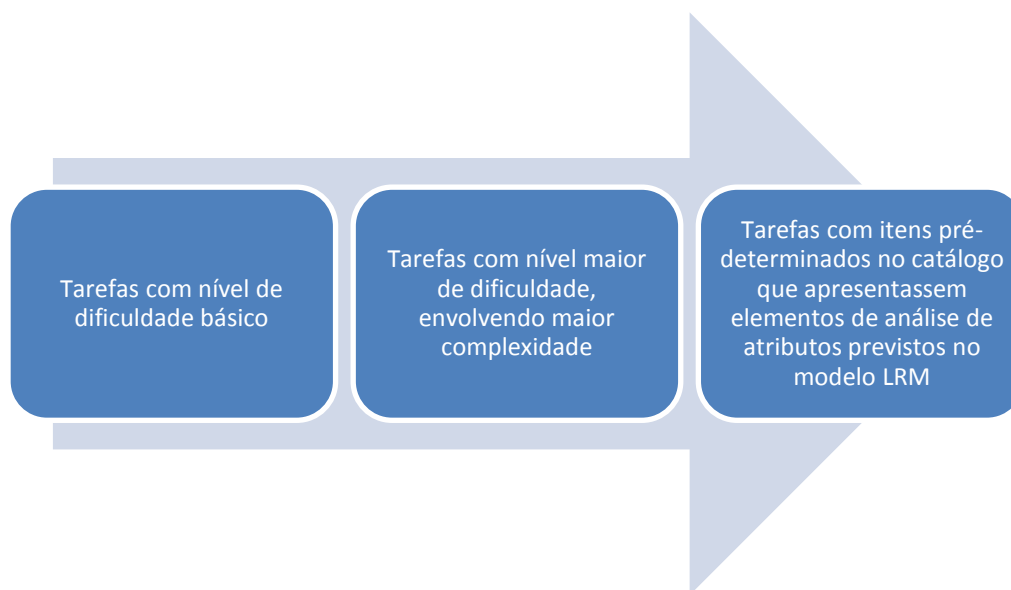 Tarefas com nível de
dificuldade básico
Tarefas com nível maior
de dificuldade,
envolvendo maior
complexidade
Tarefas com itens pré-
determinados no catálogo
que apresentassem
elementos de análise de
atributos previstos no
modelo LRM